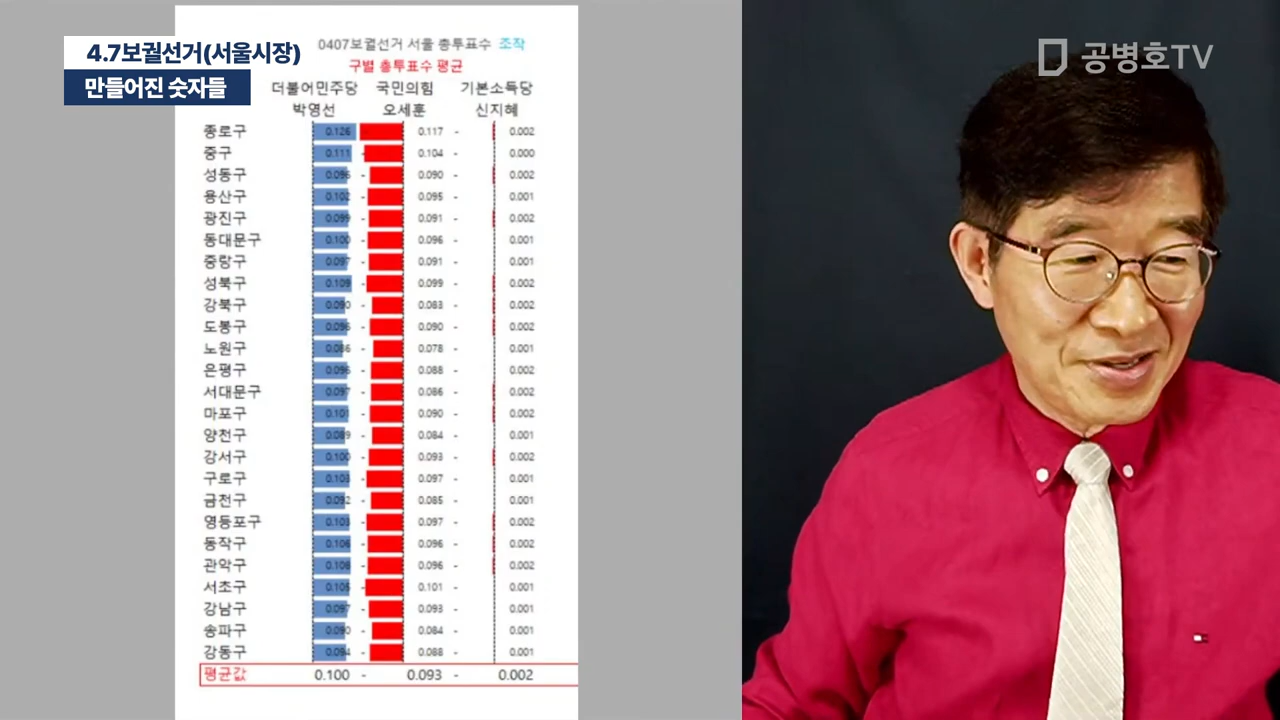 4.7보궐선거(서울시장)
만들어진 숫자들
공병호TV
0407보궐선거 서울 총투표수 조작
구별 총투표수 평균
더불어민주당 국민의힘 기본소득당
박영선 오세훈 신지혜
종로구 0.126 - 0.117 - 0.002
중구 0.111 - 0.104 - 0.000
성동구 0.096 - 0.090 - 0.002
용산구 0.102 - 0.095 - 0.001
광진구 0.099 - 0.091 - 0.002
동대문구 0.100 - 0.096 - 0.001
중랑구 0.097 - 0.091 - 0.001
성북구 0.109 - 0.099 - 0.002
강북구 0.090 - 0.083 - 0.002
도봉구 0.096 - 0.090 - 0.002
노원구 0.086 - 0.078 - 0.001
은평구 0.096 - 0.088 - 0.002
서대문구 0.097 - 0.086 - 0.002
마포구 0.101 - 0.090 - 0.002
양천구 0.089 - 0.084 - 0.001
강서구 0.100 - 0.093 - 0.002
구로구 0.103 - 0.097 - 0.001
금천구 0.092 - 0.085 - 0.001
영등포구 0.103 - 0.097 - 0.002
동작구 0.106 - 0.096 - 0.002
관악구 0.108 - 0.096 - 0.002
서초구 0.105 - 0.101 - 0.001
강남구 0.097 - 0.093 - 0.001
송파구 0.090 - 0.084 - 0.001
강동구 0.094 - 0.088 - 0.001
평균값 0.100 - 0.093 - 0.002